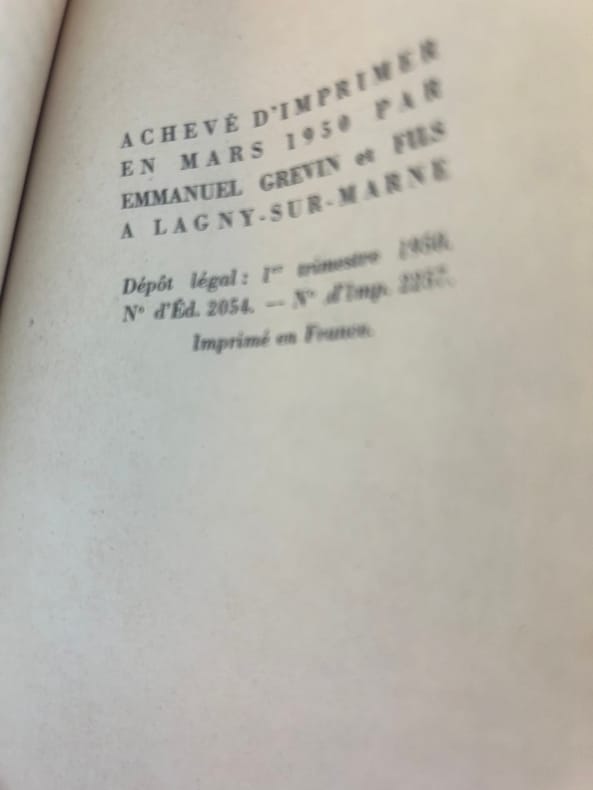 ACHEVÉ D'IMPRIMER
EN MARS 1950 PAR
EMMANUEL GREVIN et FILS
A LAGNY-SUR-MARNE
Dépôt légal : 1er trimestre 1950.
N° d'Éd. 2054. — N° d'Imp.
Imprimé en France.